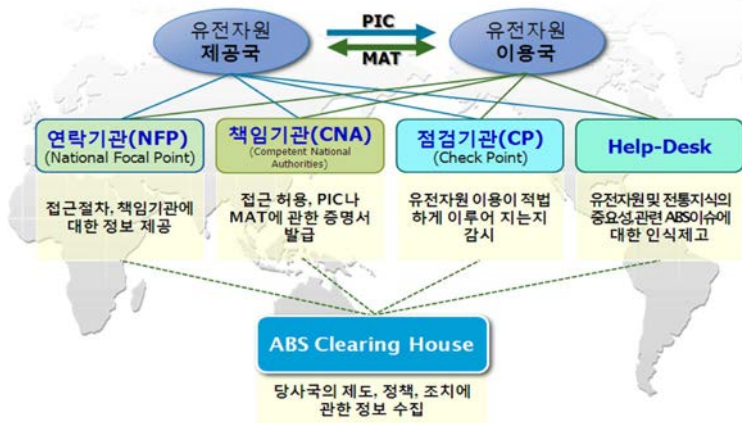 유전자원
제공국
PIC
MAT
유전자원
이용국
연락기관(NFP)
(National Focal Point)
접근절차, 책임기관에
대한 정보 제공
책임기관(CNA)
(Competent National
Authorities)
접근 허용, PIC나
MAT에 관한 증명서
발급
점검기관(CP)
(Check Point)
유전자원 이용이 적법
하게 이루어 지는지
감시
Help-Desk
유전자원 및 전통지식의
중요성,관련 ABS이슈에
대한 인식제고
ABS Clearing House
당사국의 제도, 정책, 조치에
관한 정보 수집